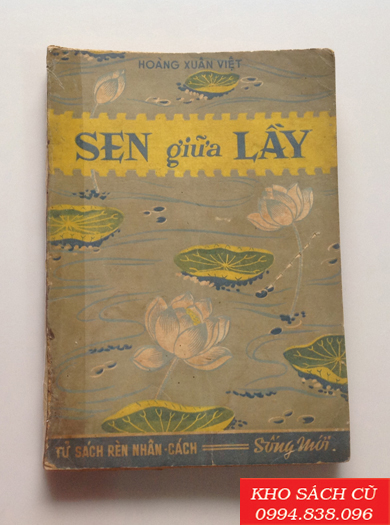 HOÀNG XUÂN VIỆT
SEN giữa LẦY
TỦ SÁCH RÈN NHÂN-CÁCH
Sống Mới.
KHO SÁCH CŨ
0994.838.096